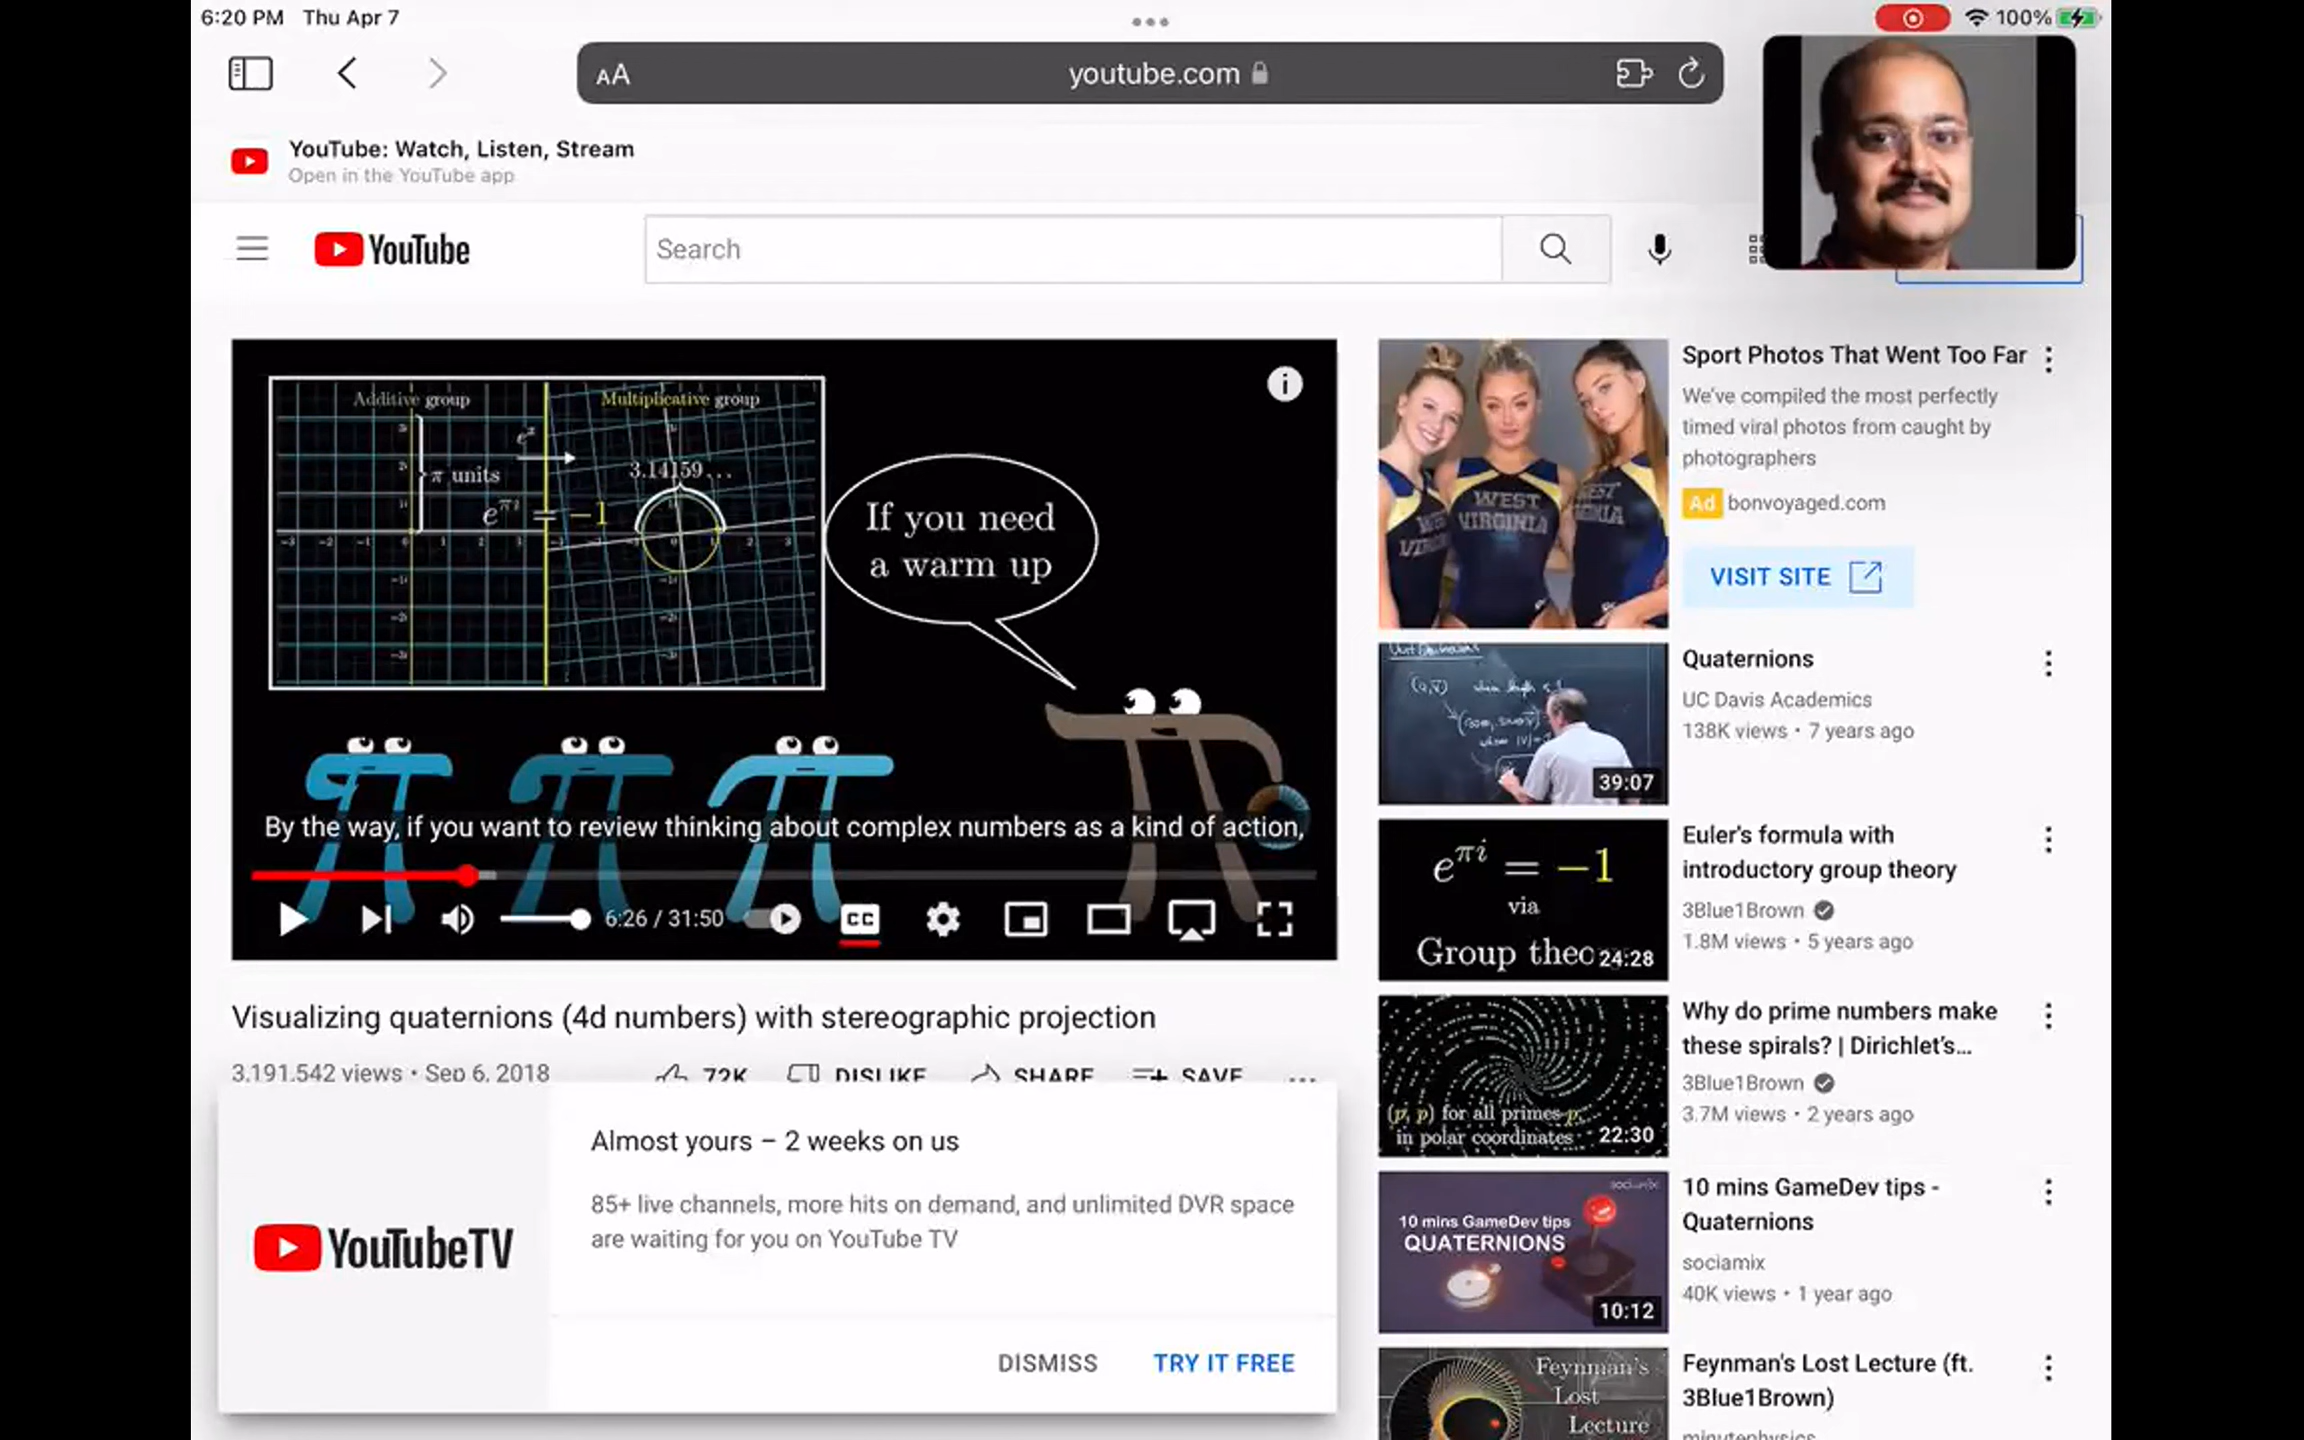 6:20 PM Thu Apr 7
100%
AA
youtube.com
YouTube: Watch, Listen, Stream
Open in the YouTube app
YouTube
Search
Additive group
Multiplicative group
π units
3.14159...
e^{πi} = -1
If you need
a warm up
By the way, if you want to review thinking about complex numbers as a kind of action,
6:26 / 31:50
CC
Visualizing quaternions (4d numbers) with stereographic projection
3,191,542 views • Sep 6, 2018
72K
DISLIKE
SHARE
SAVE
YouTubeTV
Almost yours – 2 weeks on us
85+ live channels, more hits on demand, and unlimited DVR space
are waiting for you on YouTube TV
DISMISS
TRY IT FREE
WEST
VIRGINIA
Sport Photos That Went Too Far
We've compiled the most perfectly
timed viral photos from caught by
photographers
Ad bonvoyaged.com
VISIT SITE
39:07
Quaternions
UC Davis Academics
138K views • 7 years ago
e^{πi} = -1
via
Group theo
24:28
Euler's formula with
introductory group theory
3Blue1Brown
1.8M views • 5 years ago
(p, p) for all primes p,
in polar coordinates
22:30
Why do prime numbers make
these spirals? | Dirichlet's...
3Blue1Brown
3.7M views • 2 years ago
sociamix
10 mins GameDev tips
QUATERNIONS
10:12
10 mins GameDev tips -
Quaternions
sociamix
40K views • 1 year ago
Feynman's
Lost
Lecture
Feynman's Lost Lecture (ft.
3Blue1Brown)
minutephysics